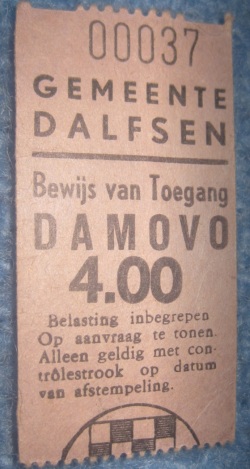 00037
GEMEENTE
DALFSEN
Bewijs van Toegang
DAMOVO
4.00
Belasting inbegrepen
Op aanvraag te tonen.
Alleen geldig met con-
trôlestrook op datum
van afstempeling.